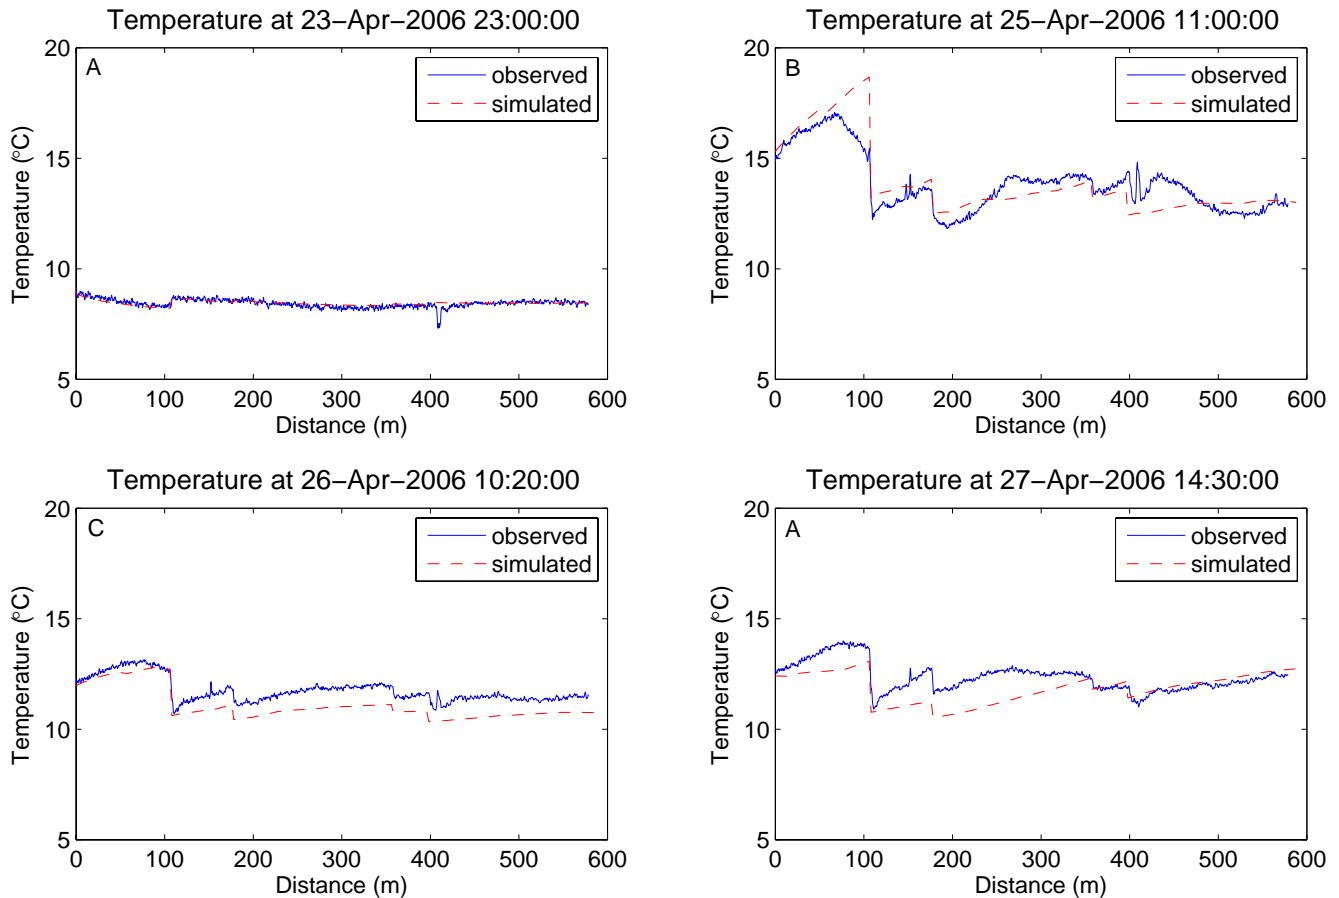 Temperature at 23−Apr−2006 23:00:00
A
observed
simulated
Temperature (°C)
20
15
10
5
0 100 200 300 400 500 600
Distance (m)
Temperature at 25−Apr−2006 11:00:00
B
observed
simulated
Temperature (°C)
20
15
10
5
0 100 200 300 400 500 600
Distance (m)
Temperature at 26−Apr−2006 10:20:00
C
observed
simulated
Temperature (°C)
20
15
10
5
0 100 200 300 400 500 600
Distance (m)
Temperature at 27−Apr−2006 14:30:00
A
observed
simulated
Temperature (°C)
20
15
10
5
0 100 200 300 400 500 600
Distance (m)